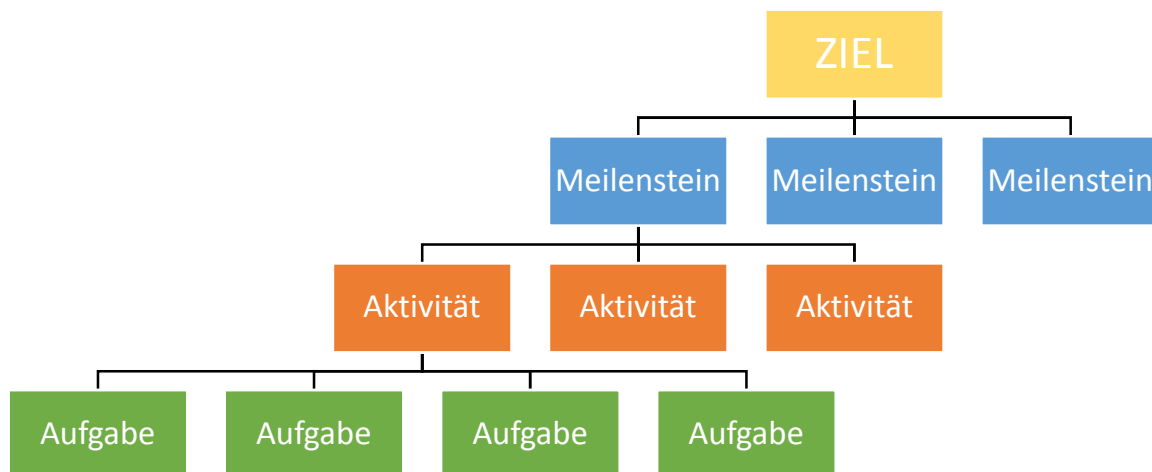 ZIEL
Meilenstein Meilenstein Meilenstein
Aktivität Aktivität Aktivität
Aufgabe Aufgabe Aufgabe Aufgabe